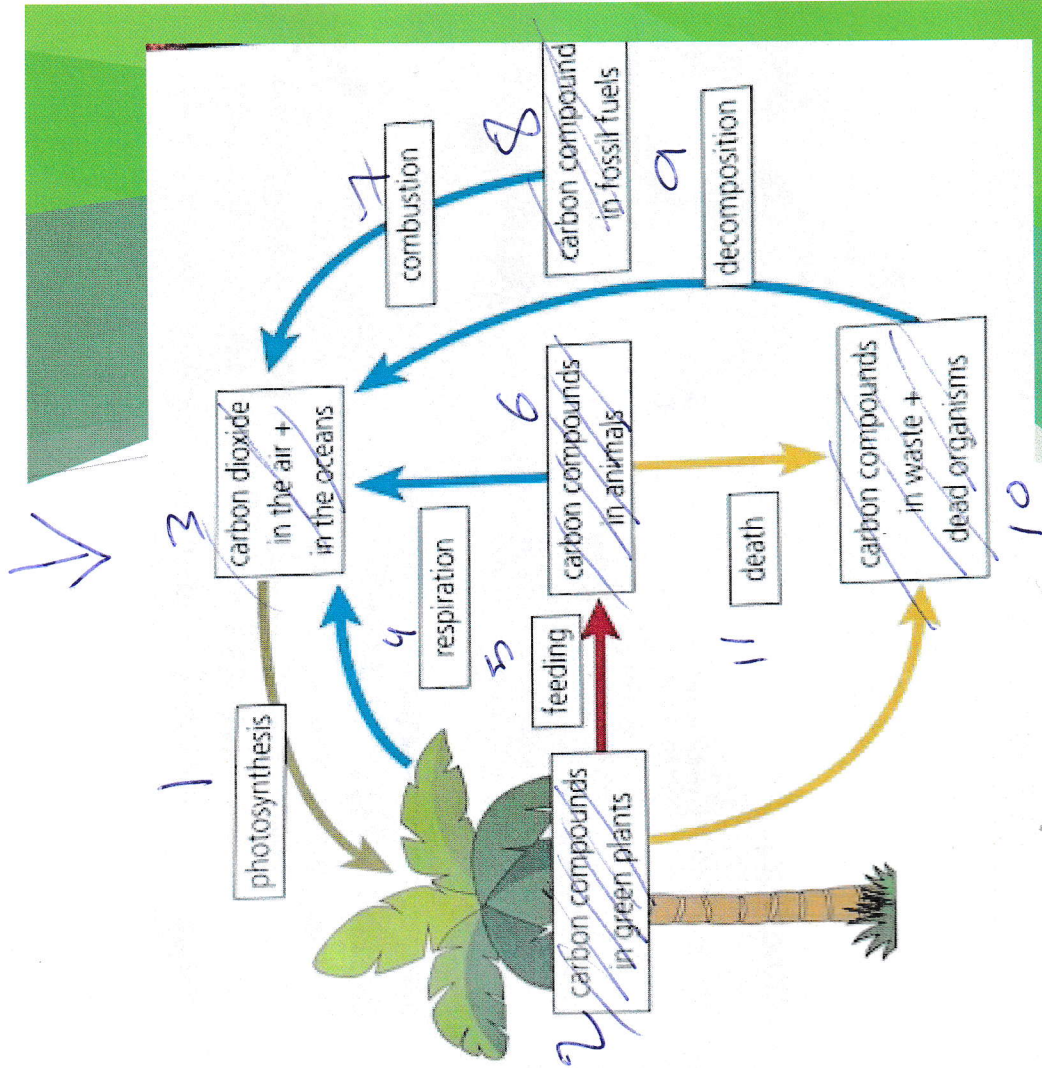 1
photosynthesis
3
carbon dioxide
in the air +
in the oceans
7
combustion
4
respiration
8
carbon compound
in fossil fuels
2
carbon compounds
in green plants
5
feeding
6
carbon compounds
in animals
9
decomposition
11
death
10
carbon compounds
in waste +
dead organisms